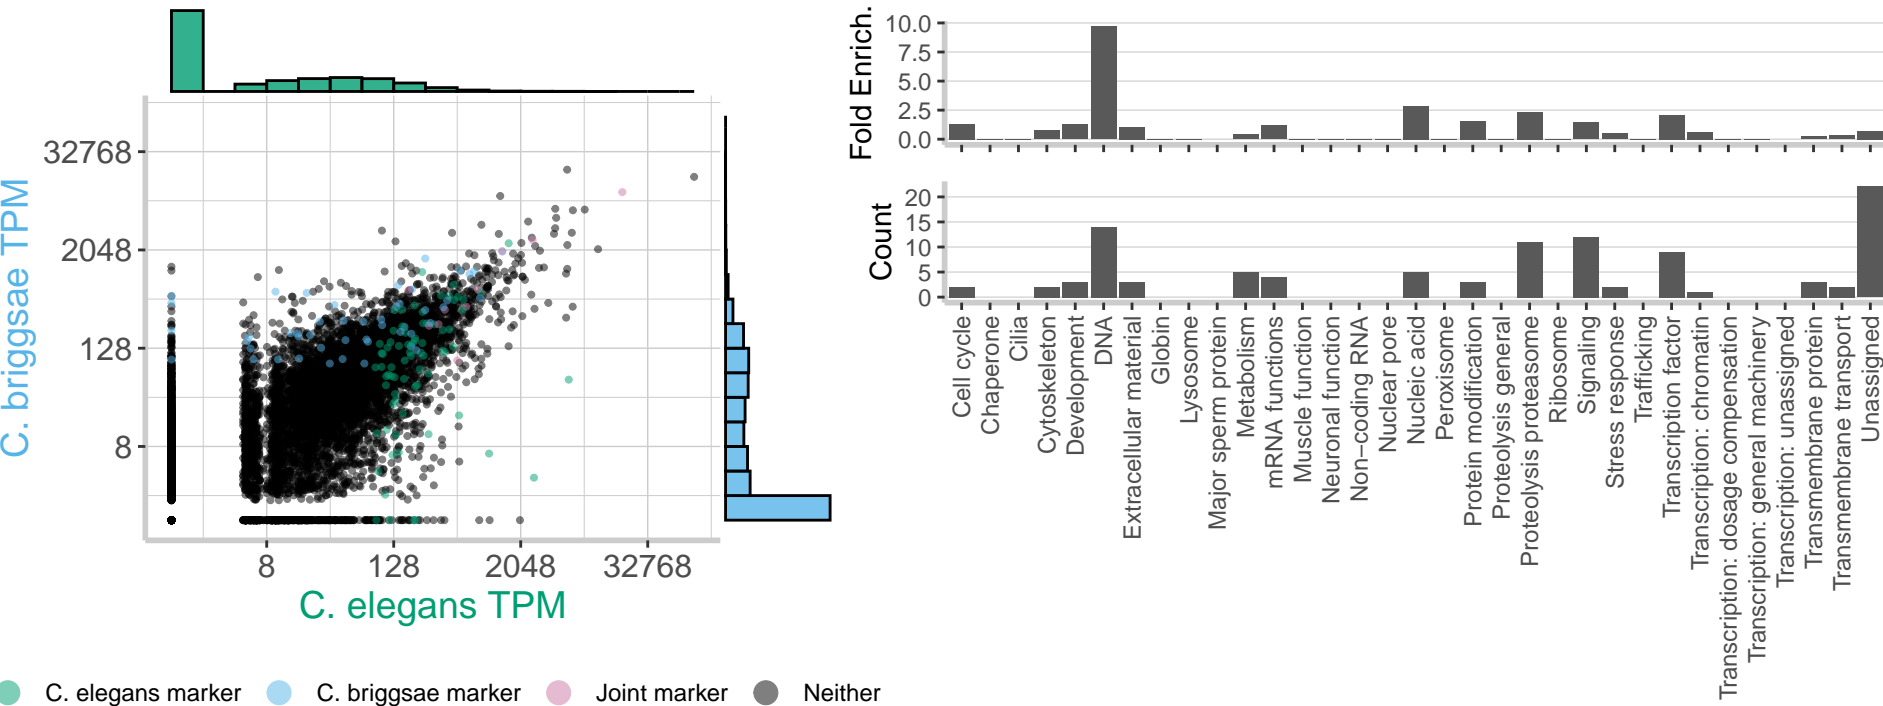 C. briggsae TPM
32768
2048
128
8
8
128
2048
32768
C. elegans TPM
C. elegans marker
C. briggsae marker
Joint marker
Neither
Fold Enrich.
10.0
7.5
5.0
2.5
0.0
Count
20
15
10
5
0
Cell cycle
Chaperone
Cilia
Cytoskeleton
Development
DNA
Extracellular material
Globin
Lysosome
Major sperm protein
Metabolism
mRNA functions
Muscle function
Neuronal function
Non−coding RNA
Nuclear pore
Nucleic acid
Peroxisome
Protein modification
Proteolysis general
Proteolysis proteasome
Ribosome
Signaling
Stress response
Trafficking
Transcription factor
Transcription: chromatin
Transcription: dosage compensation
Transcription: general machinery
Transcription: unassigned
Transmembrane protein
Transmembrane transport
Unassigned